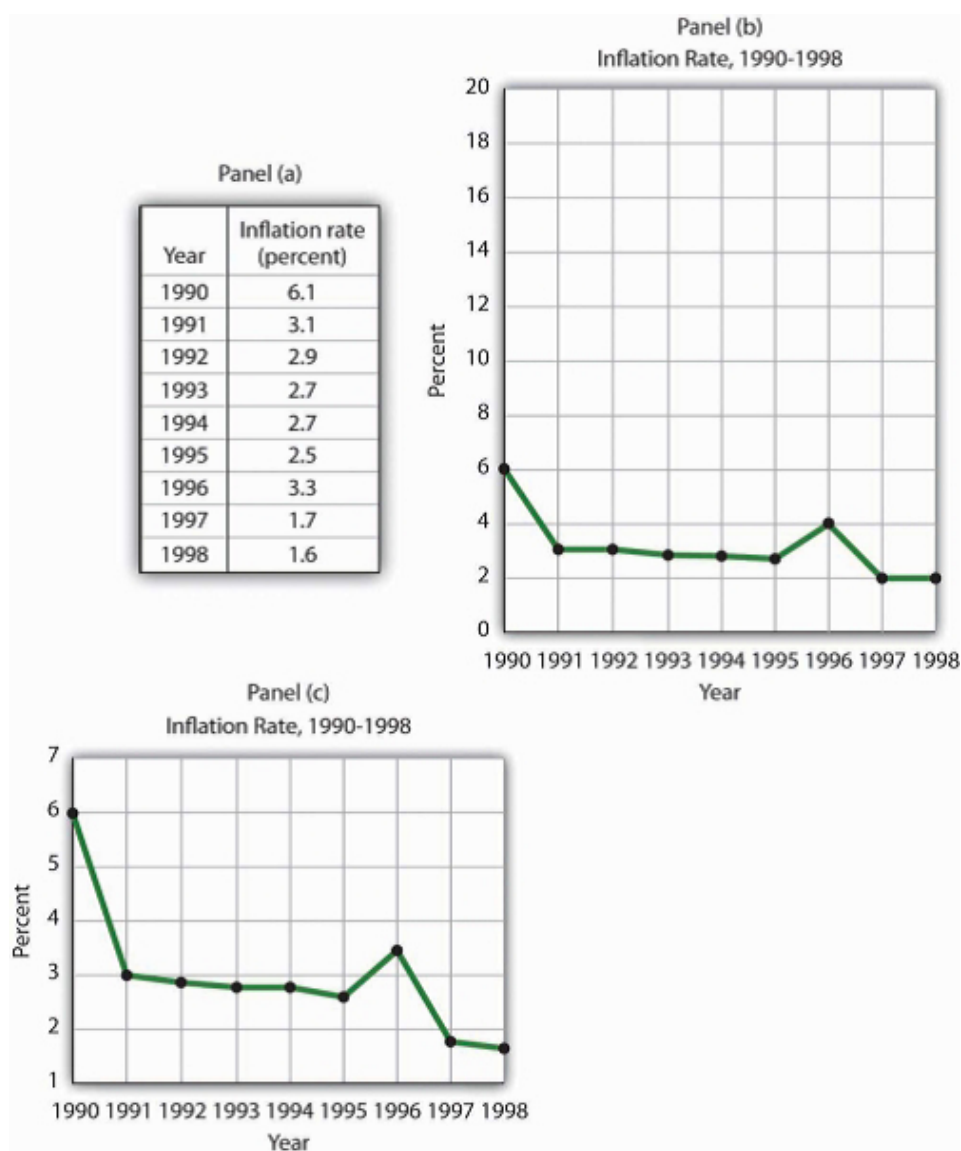 Panel (a)
Year Inflation rate (percent)
1990 6.1
1991 3.1
1992 2.9
1993 2.7
1994 2.7
1995 2.5
1996 3.3
1997 1.7
1998 1.6
Panel (b)
Inflation Rate, 1990-1998
Percent
20
18
16
14
12
10
8
6
4
2
0
1990 1991 1992 1993 1994 1995 1996 1997 1998
Year
Panel (c)
Inflation Rate, 1990-1998
Percent
7
6
5
4
3
2
1
1990 1991 1992 1993 1994 1995 1996 1997 1998
Year